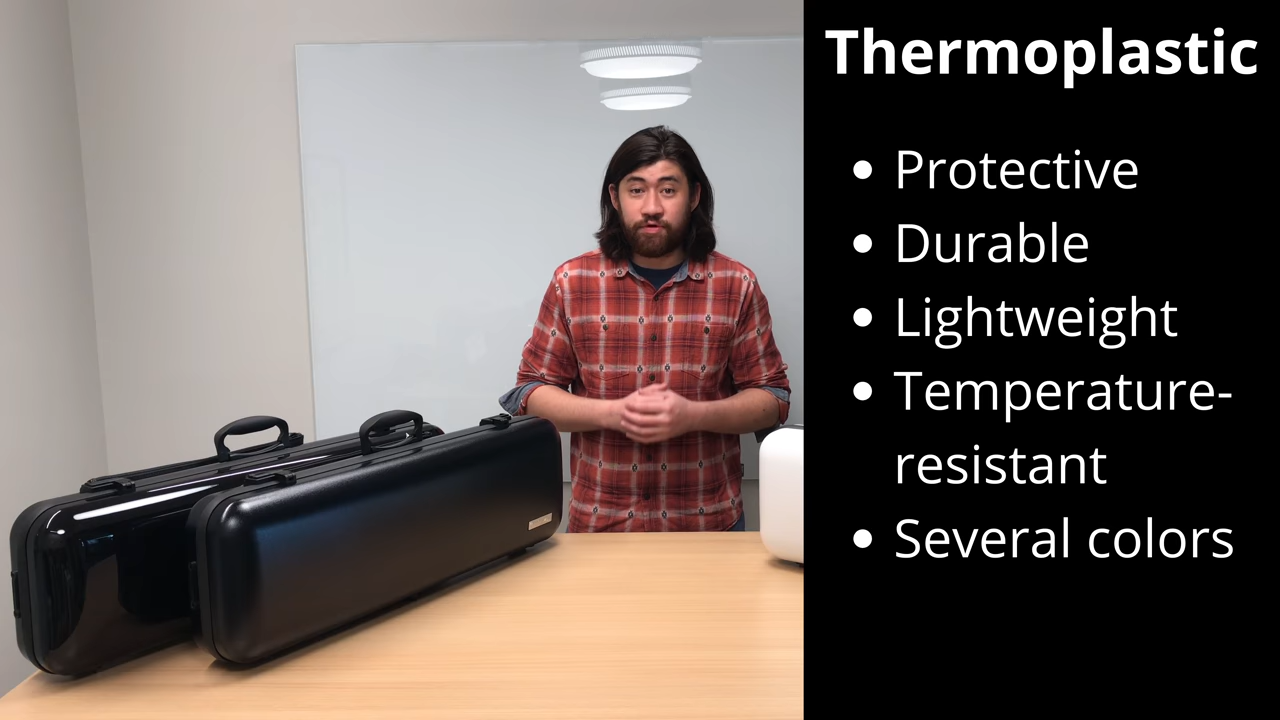 Thermoplastic
• Protective
• Durable
• Lightweight
• Temperature-
resistant
• Several colors